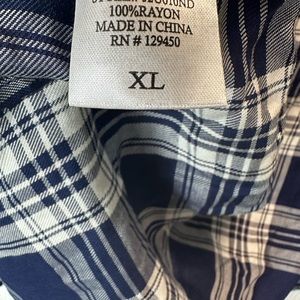 100%RAYON
MADE IN CHINA
RN # 129450
XL